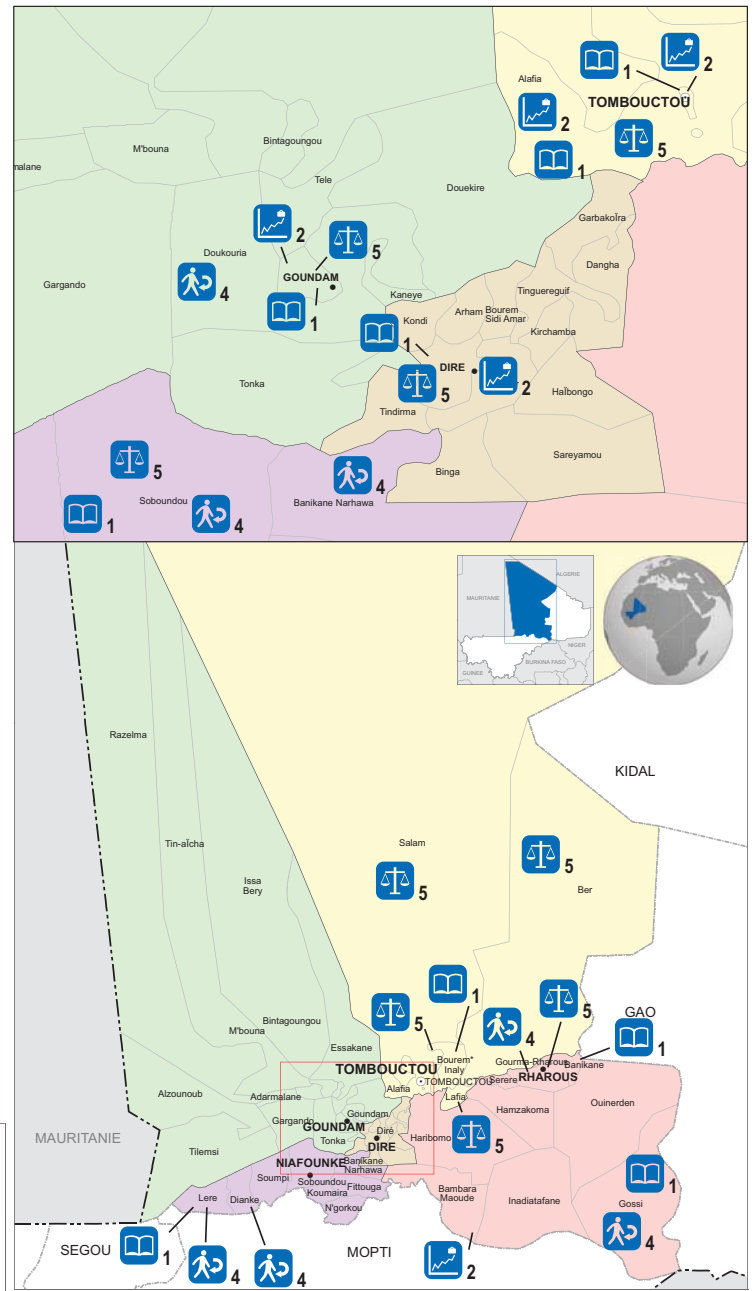 1
2
Alafia
TOMBOUCTOU
2
5
1
M'bouna
Bintagoungou
malane
Tele
Douekire
Garbakoïra
2
5
Doukouria
Dangha
4
GOUNDAM
Gargando
Tinguereguif
Kaneye
1
Arham
Bourem
Sidi Amar
Kondi
1
Kirchamba
DIRE
Tonka
5
2
Haïbongo
Tindirma
Sareyamou
5
4
Binga
Soboundou
Banikane Narhawa
1
4
ALGERIE
MAURITANIE
NIGER
BURKINA FASO
GUINEE
Razelma
KIDAL
Tin-aïcha
Salam
5
5
Issa
Bery
Ber
1
5
5
4
GAO
Bintagoungou
M'bouna
1
Essakane
Bourem*
Inaly
Gourma-Rharous
Banikane
TOMBOUCTOU
TOMBOUCTOU
Serere
RHAROUS
Alafia
Alzounoub
Adarmalane
Lafia
Ouinerden
Hamzakoma
Goundam
Gargando
GOUNDAM
Diré
MAURITANIE
Tonka
DIRE
Haribomo
5
Tilemsi
Banikane
Narhawa
NIAFOUNKE
Soumpi
Soboundou
Koumaira
Fittouga
Bambara
Maoude
1
Lere
Dianke
Inadiatafane
Gossi
N'gorkou
4
SEGOU
1
MOPTI
4
4
2